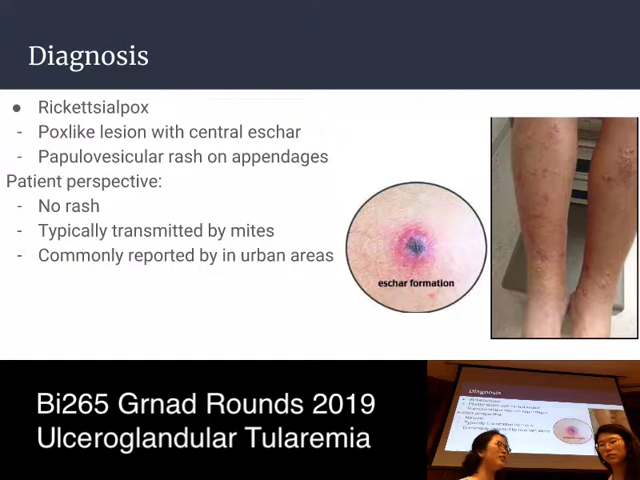 Diagnosis
● Rickettsialpox
- Poxlike lesion with central eschar
- Papulovesicular rash on appendages
Patient perspective:
- No rash
- Typically transmitted by mites
- Commonly reported by in urban areas
eschar formation
Bi265 Grnad Rounds 2019
Ulceroglandular Tularemia
Diagnosis